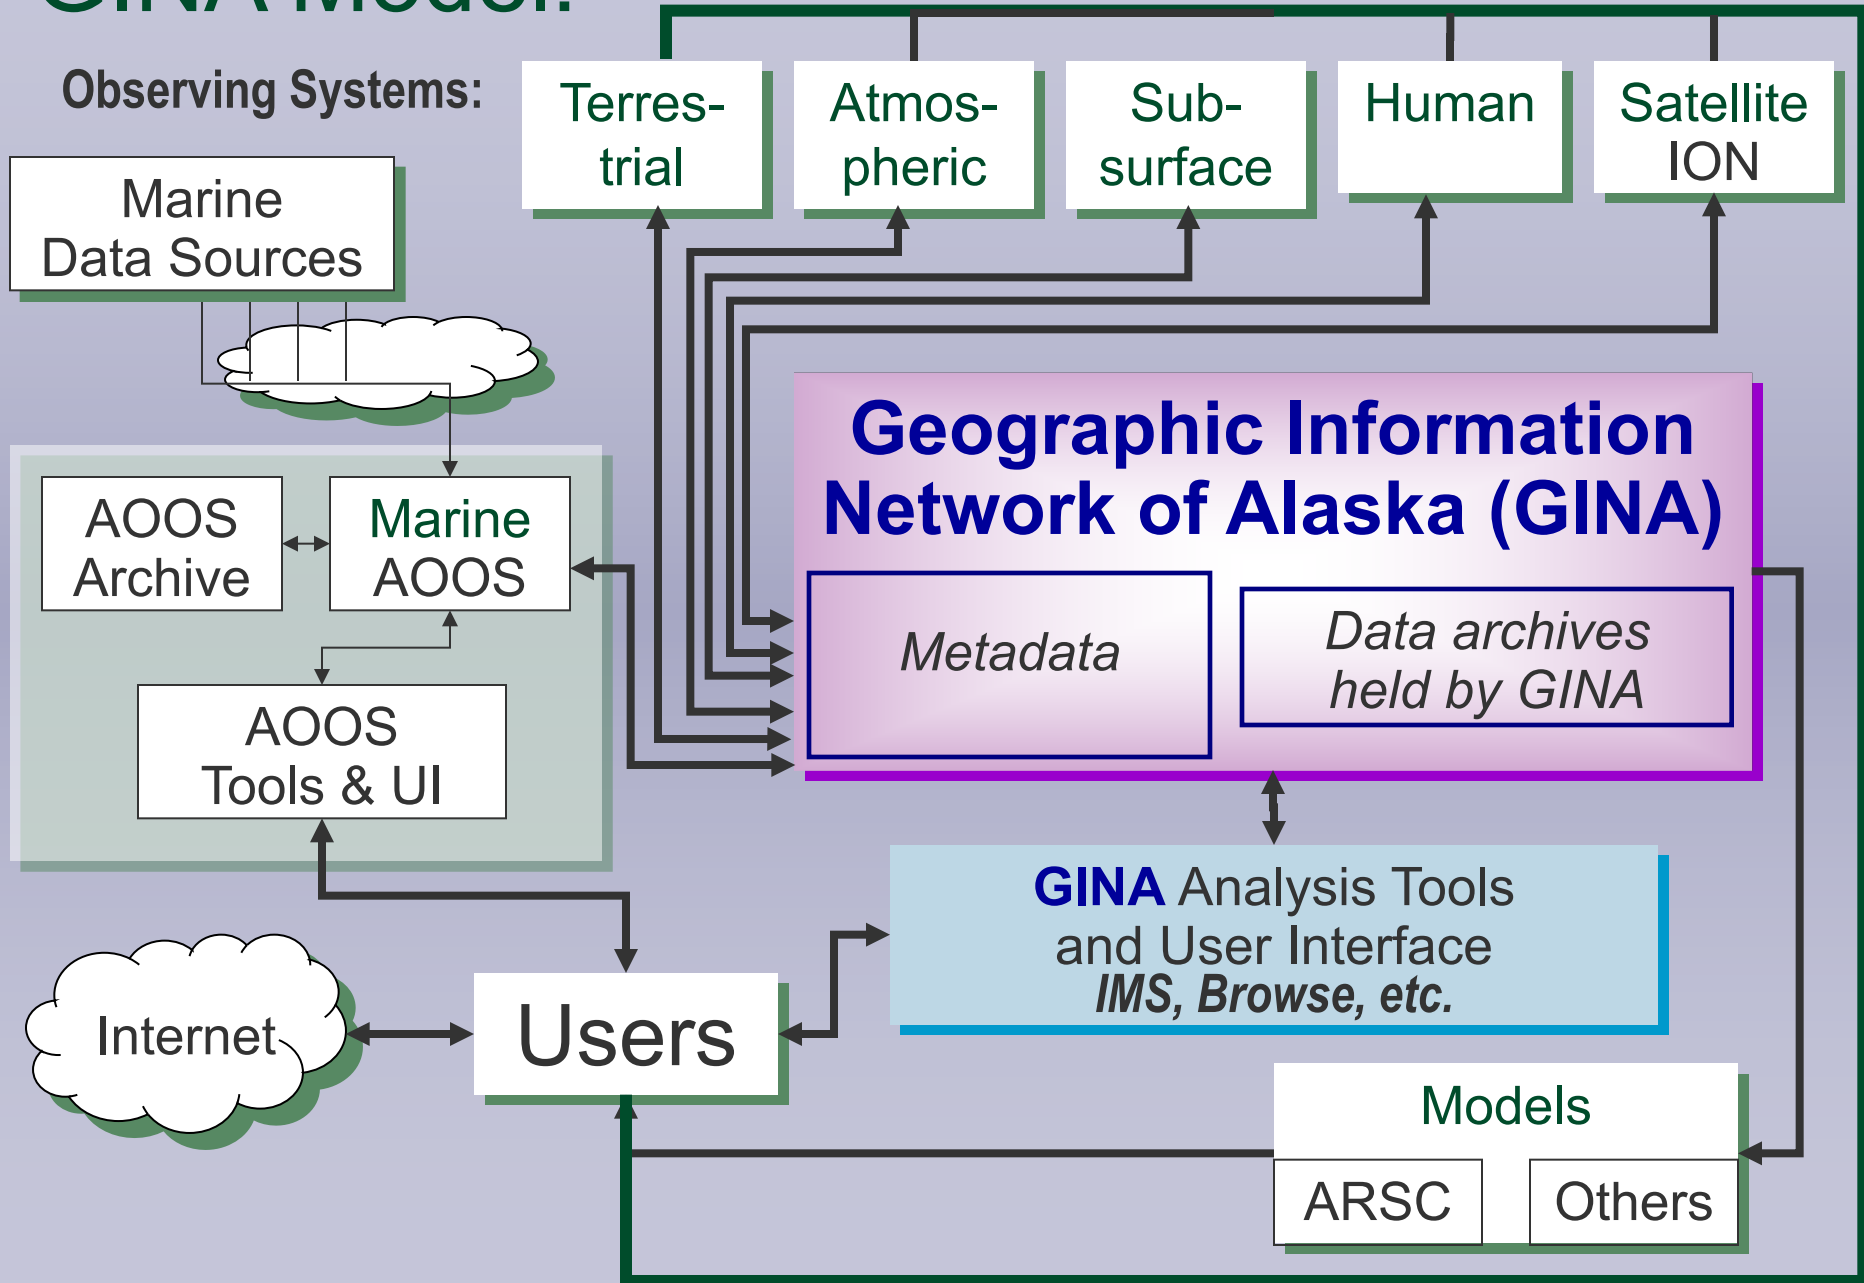 GINA Model:
Observing Systems:
Terres-
trial
Atmos-
pheric
Sub-
surface
Human
Satellite
ION
Marine
Data Sources
Geographic Information
Network of Alaska (GINA)
Metadata
Data archives
held by GINA
AOOS
Archive
Marine
AOOS
AOOS
Tools & UI
GINA Analysis Tools
and User Interface
IMS, Browse, etc.
Internet
Users
Models
ARSC
Others